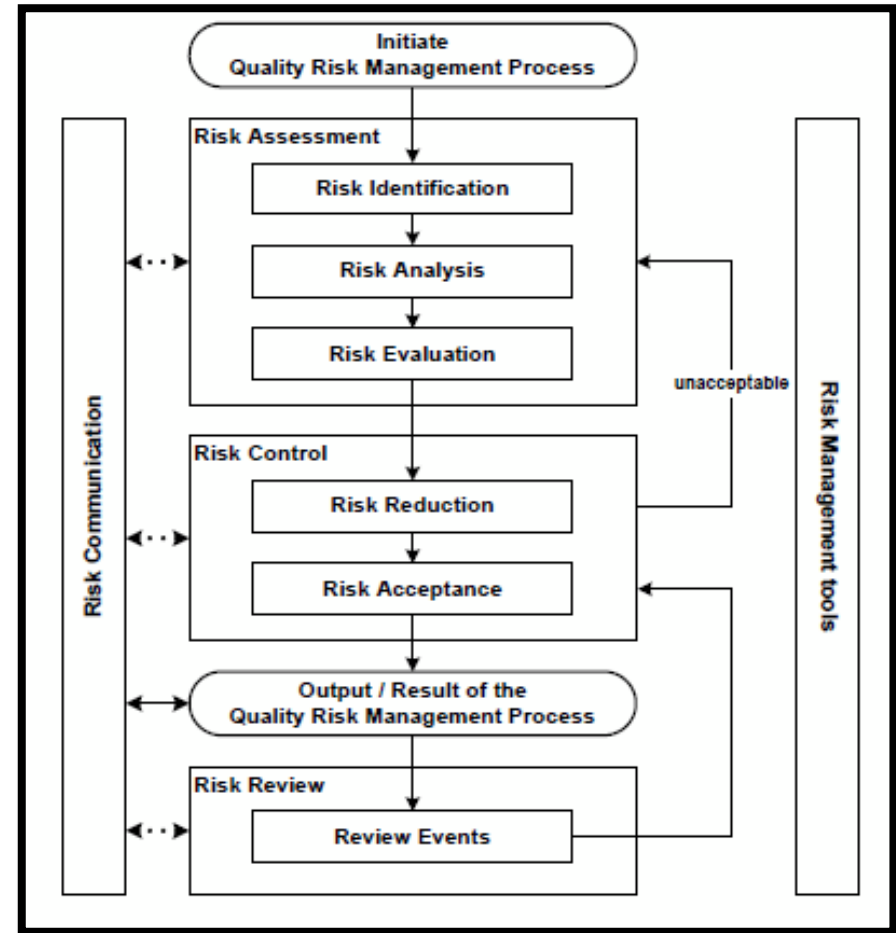 Initiate
Quality Risk Management Process
Risk Assessment
Risk Identification
Risk Analysis
Risk Evaluation
unacceptable
Risk Control
Risk Reduction
Risk Acceptance
Output / Result of the
Quality Risk Management Process
Risk Review
Review Events
Risk Communication
Risk Management tools